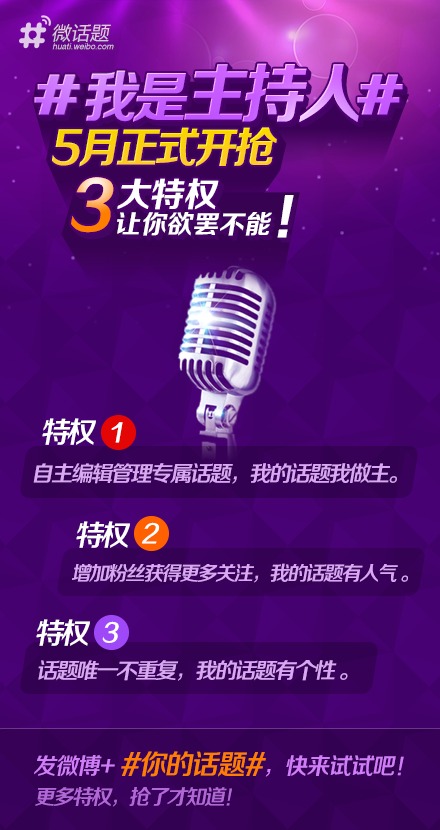 微话题
huati.weibo.com
#我是主持人#
5月正式开抢
3大特权
让你欲罢不能!
特权 1
自主编辑管理专属话题，我的话题我做主。
特权 2
增加粉丝获得更多关注，我的话题有人气。
特权 3
话题唯一不重复，我的话题有个性。
发微博+ #你的话题#，快来试试吧！
更多特权，抢了才知道！